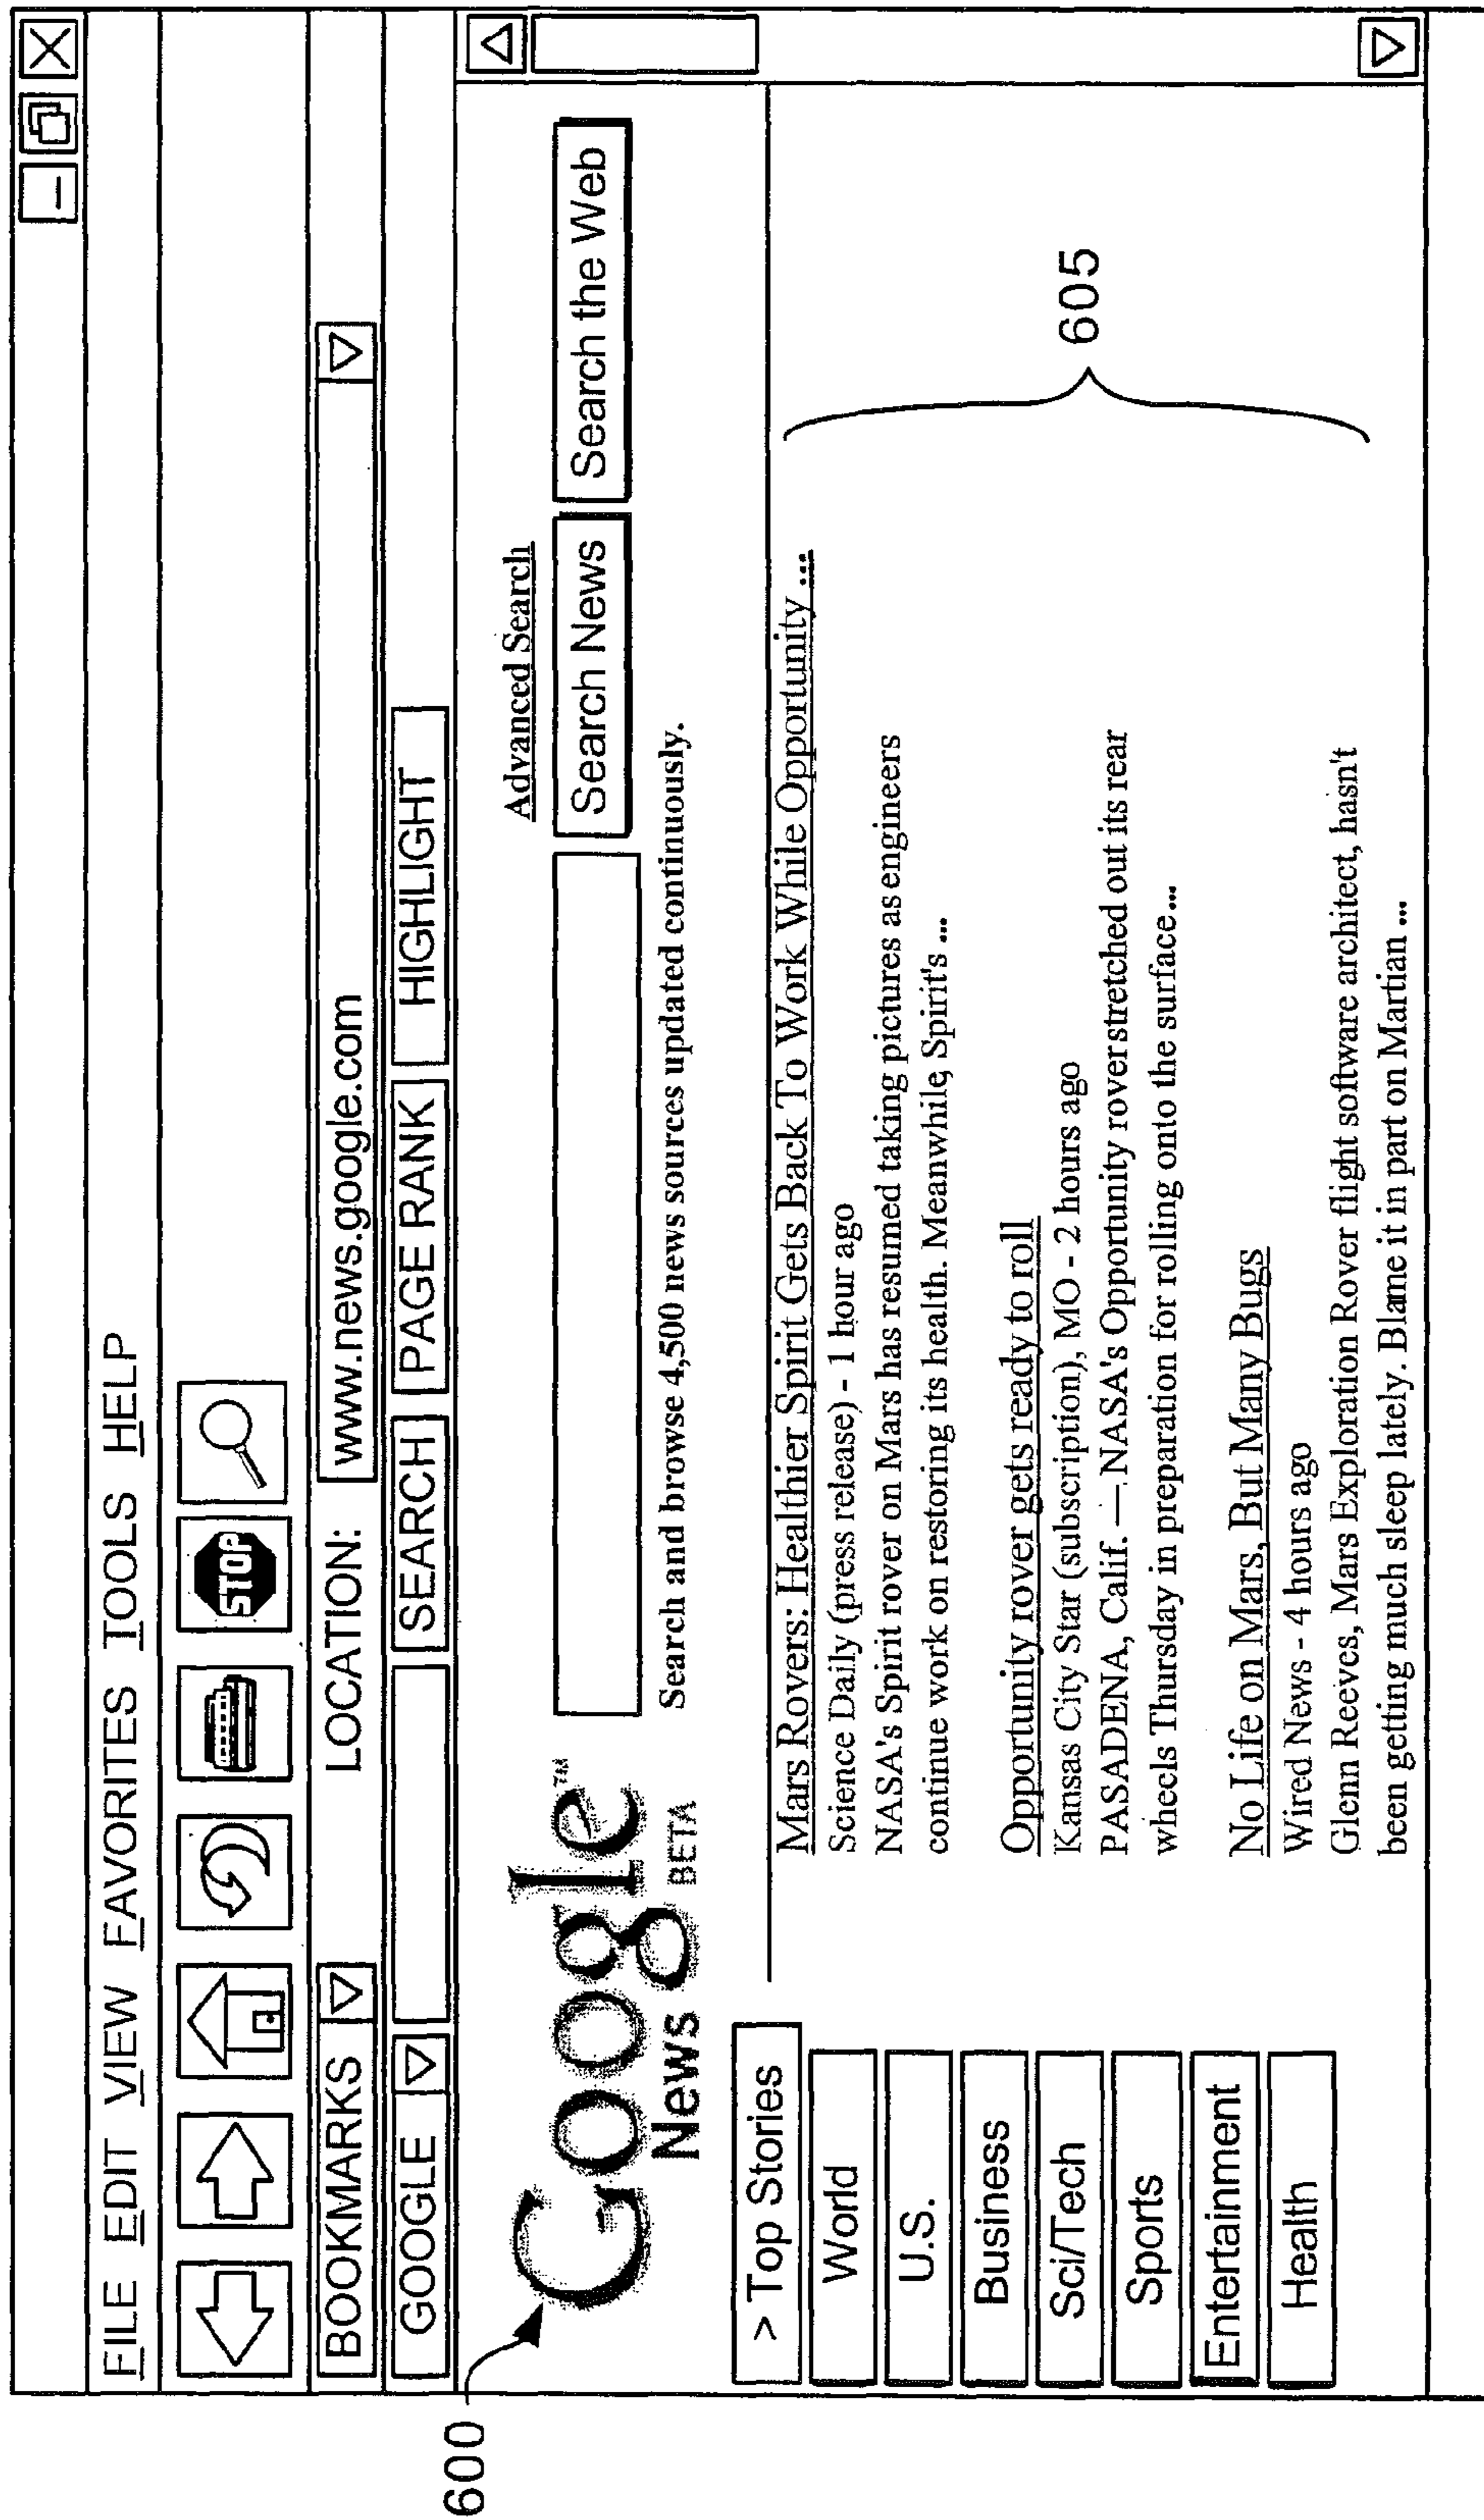 FILE EDIT VIEW FAVORITES TOOLS HELP
STOP
BOOKMARKS LOCATION: www.news.google.com
GOOGLE SEARCH PAGE RANK HIGHLIGHT
600
Google™
News BETA
Advanced Search
Search News Search the Web
Search and browse 4,500 news sources updated continuously.
> Top Stories
World
U.S.
Business
Sci/Tech
Sports
Entertainment
Health
Mars Rovers: Healthier Spirit Gets Back To Work While Opportunity ...
Science Daily (press release) - 1 hour ago
NASA's Spirit rover on Mars has resumed taking pictures as engineers
continue work on restoring its health. Meanwhile, Spirit's ...
Opportunity rover gets ready to roll
Kansas City Star (subscription), MO - 2 hours ago
PASADENA, Calif. — NASA's Opportunity rover stretched out its rear
wheels Thursday in preparation for rolling onto the surface...
No Life on Mars, But Many Bugs
Wired News - 4 hours ago
Glenn Reeves, Mars Exploration Rover flight software architect, hasn't
been getting much sleep lately. Blame it in part on Martian ...
605